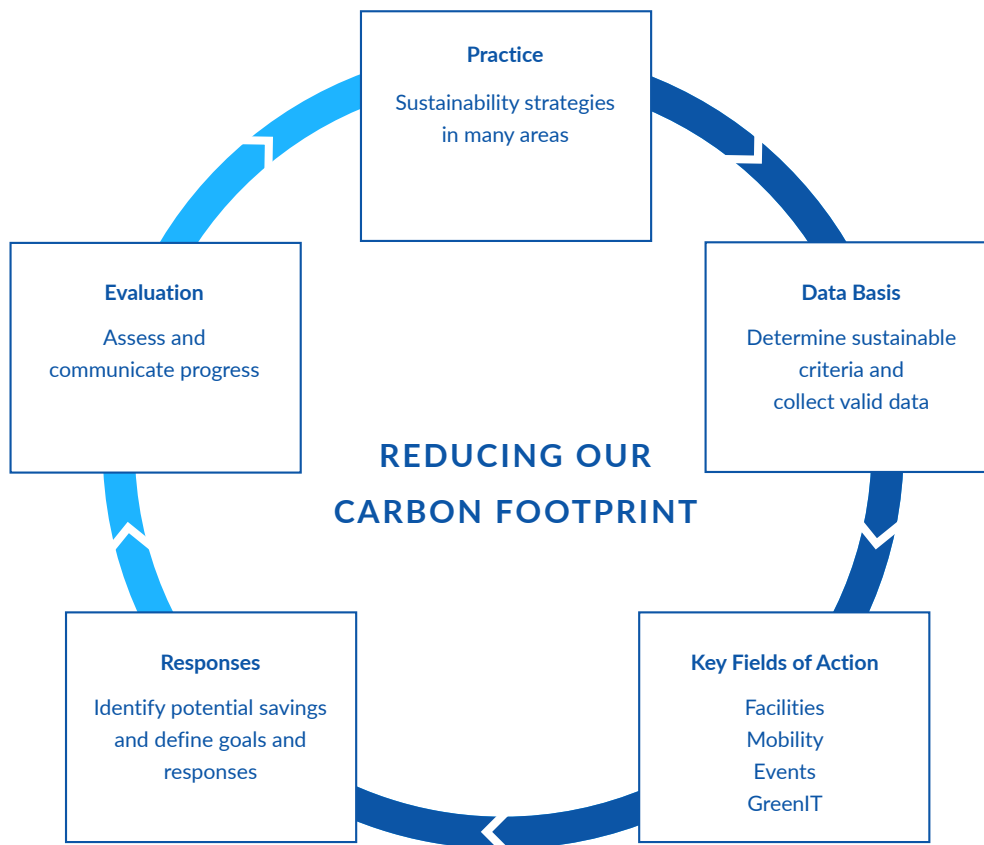 Practice
Sustainability strategies
in many areas
Data Basis
Determine sustainable
criteria and
collect valid data
Key Fields of Action
Facilities
Mobility
Events
GreenIT
Responses
Identify potential savings
and define goals and
responses
Evaluation
Assess and
communicate progress
REDUCING OUR
CARBON FOOTPRINT